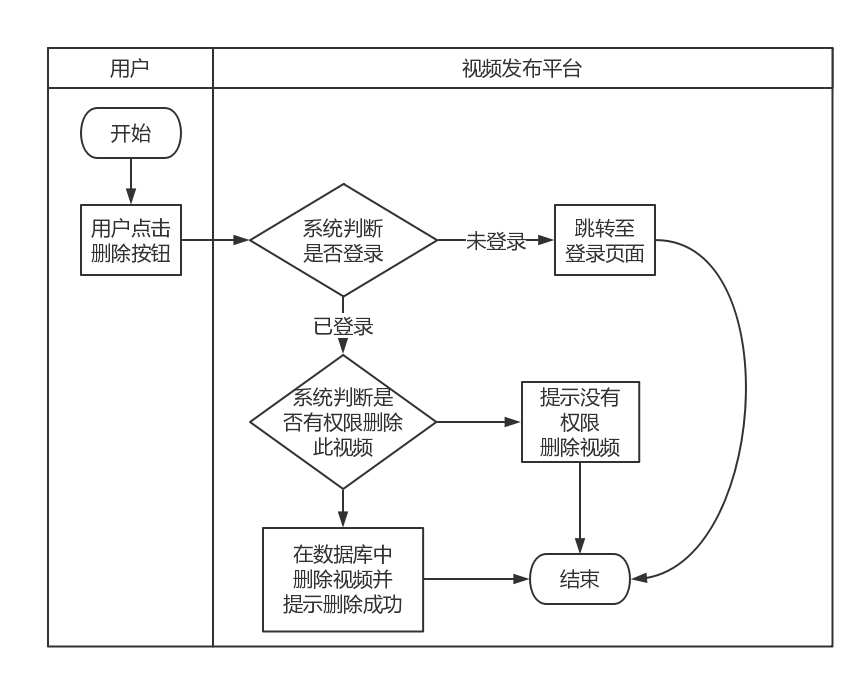 用户
视频发布平台
开始
用户点击
删除按钮
系统判断
是否登录
未登录
跳转至
登录页面
已登录
系统判断是
否有权限删除
此视频
提示没有
权限
删除视频
在数据库中
删除视频并
提示删除成功
结束